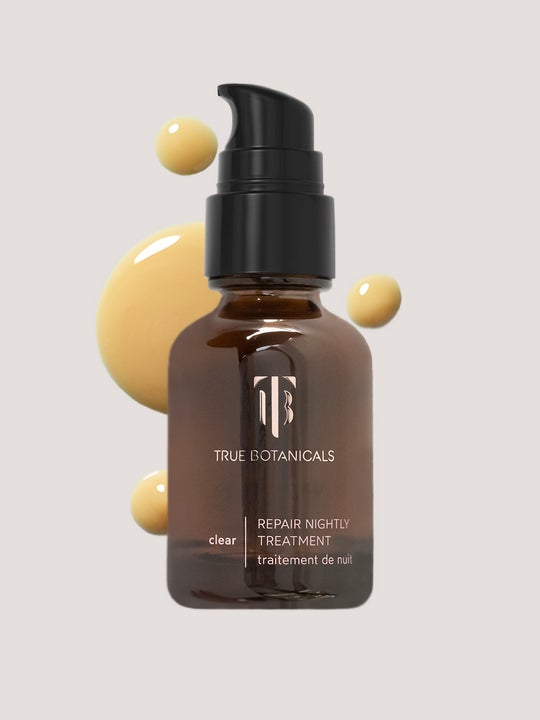 TB
TRUE BOTANICALS
clear
REPAIR NIGHTLY
TREATMENT
traitement de nuit